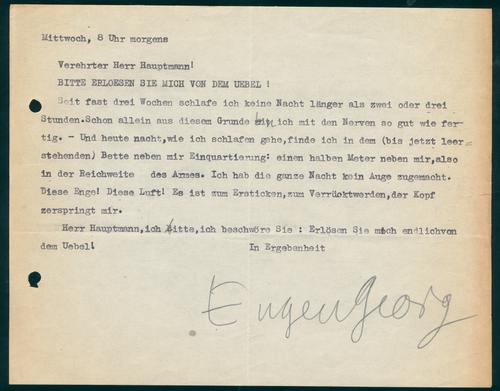 Mittwoch, 8 Uhr morgens
Verehrter Herr Hauptmann!
BITTE ERLOESEN SIE MICH VON DEM UEBEL !
Seit fast drei Wochen schlafe ich keine Nacht länger als zwei oder drei
Stunden.Schon allein aus diesem Grunde bin ich mit den Nerven so gut wie fer-
tig. - Und heute nacht,wie ich schlafen gehe,finde ich in dem (bis jetzt leer
stehenden) Bette neben mir Einquartierung: einen halben Meter neben mir,also
in der Reichweite des Armes. Ich hab die ganze Nacht kein Auge zugemacht.
Diese Enge! Diese Luft! Es ist zum Ersticken,zum Verrücktwerden,der Kopf
zerspringt mir.
Herr Hauptmann,ich bitte,ich beschwöre Sie : Erlösen Sie mich endlichvon
dem Uebel! In Ergebenheit
Eugen Georg